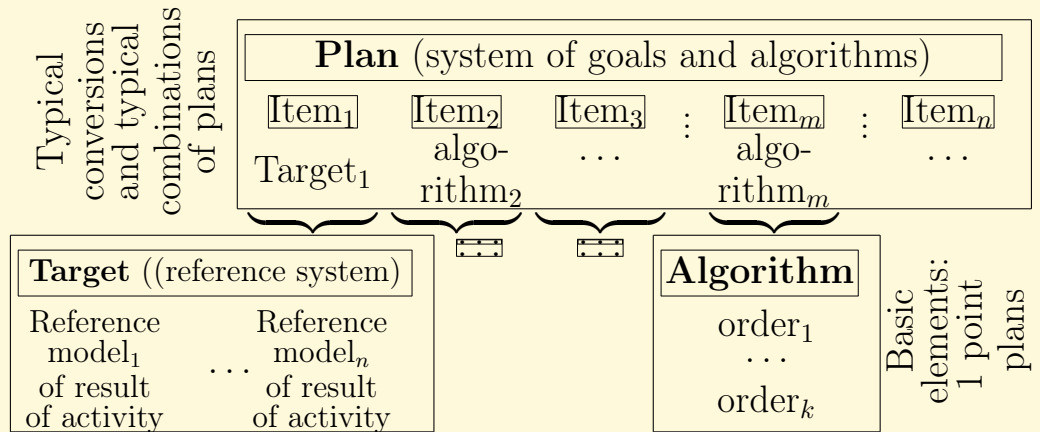 Typical
conversions
and typical
combinations
of plans
Plan (system of goals and algorithms)
Item₁ Item₂ Item₃ ⋮ Itemₘ ⋮ Itemₙ
Target₁ algo-
rithm₂ ... algo-
rithmₘ ...
Target ((reference system)
Reference
model₁
of result
of activity
...
Reference
modelₙ
of result
of activity
Algorithm
order₁
...
orderₖ
Basic
elements:
1 point
plans